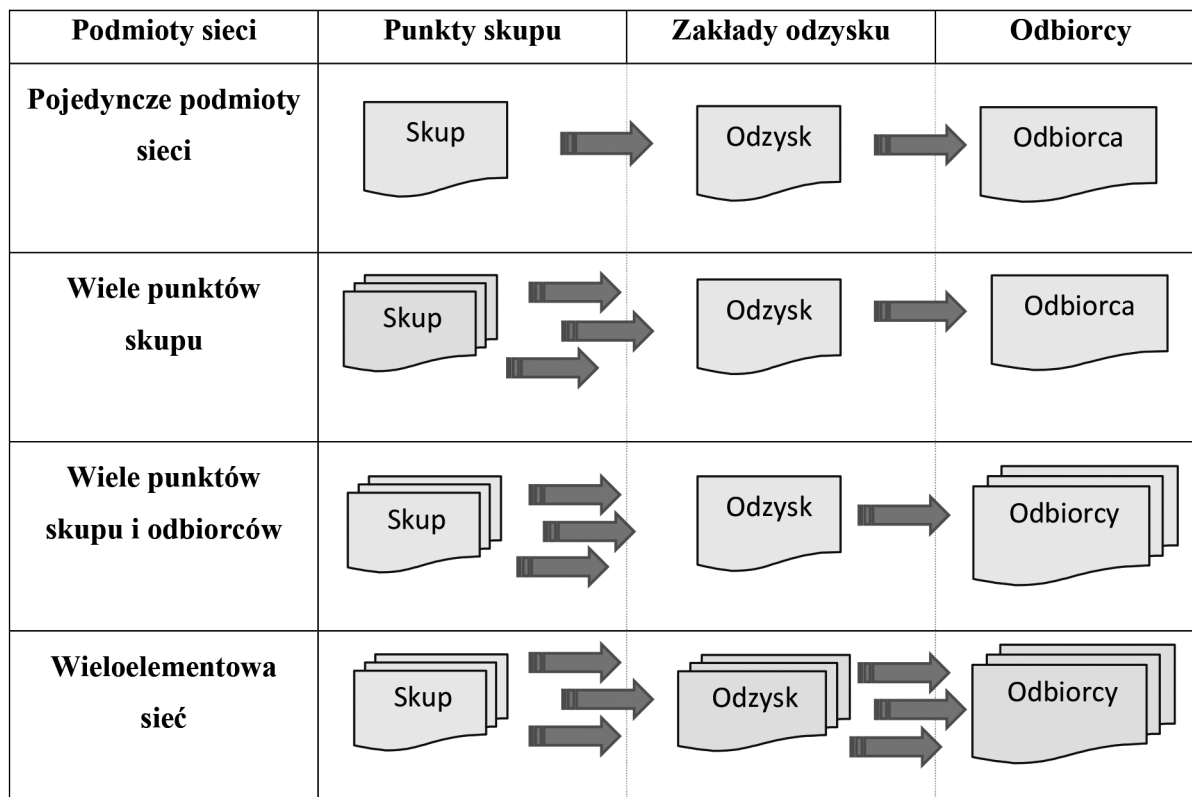 Podmioty sieci Punkty skupu Zakłady odzysku Odbiorcy
Pojedyncze podmioty
sieci
Skup Odzysk Odbiorca
Wiele punktów
skupu
Skup Odzysk Odbiorca
Wiele punktów
skupu i odbiorców
Skup Odzysk Odbiorcy
Wieloelementowa
sieć
Skup Odzysk Odbiorcy